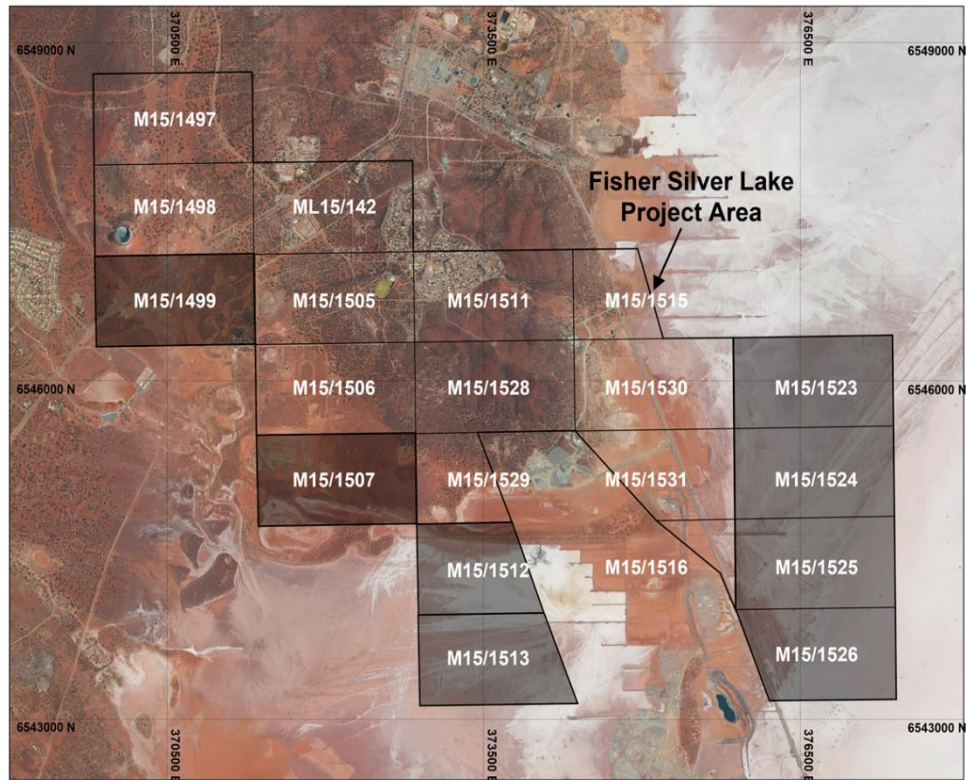 370500 E
373500 E
376500 E
6549000 N
6549000 N
M15/1497
Fisher Silver Lake
Project Area
M15/1498
ML15/142
M15/1499
M15/1505
M15/1511
M15/1515
6546000 N
M15/1506
M15/1528
M15/1530
M15/1523
6546000 N
M15/1507
M15/1529
M15/1531
M15/1524
M15/1512
M15/1516
M15/1525
M15/1513
M15/1526
6543000 N
6543000 N
370500 E
373500 E
376500 E